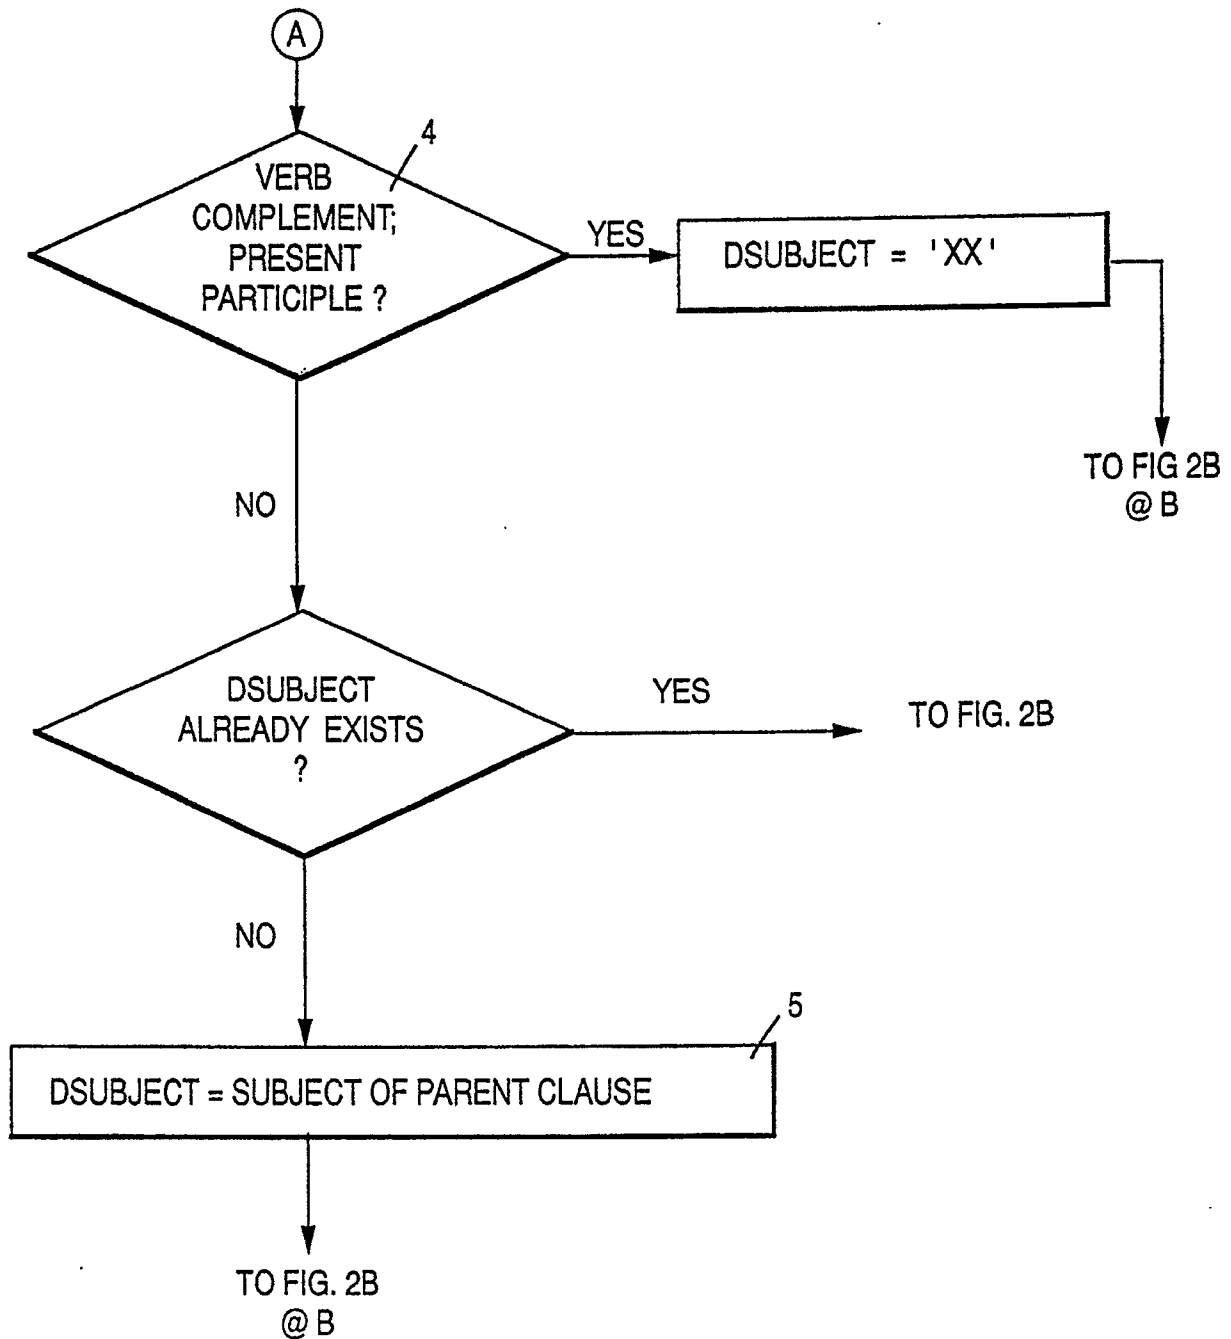 A
4
VERB
COMPLEMENT;
PRESENT
PARTICIPLE ?
YES
DSUBJECT = 'XX'
TO FIG 2B
@ B
NO
DSUBJECT
ALREADY EXISTS
?
YES
TO FIG. 2B
NO
5
DSUBJECT = SUBJECT OF PARENT CLAUSE
TO FIG. 2B
@ B